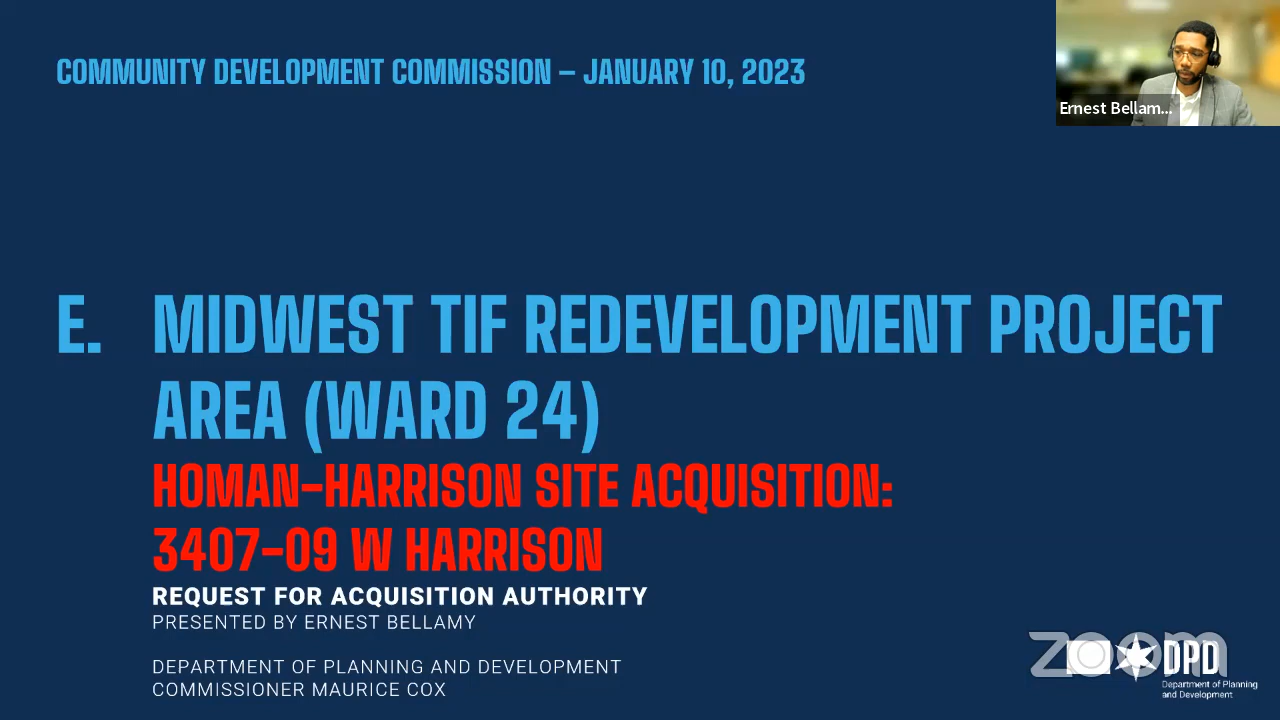 COMMUNITY DEVELOPMENT COMMISSION – JANUARY 10, 2023
Ernest Bellam...
E. MIDWEST TIF REDEVELOPMENT PROJECT
AREA (WARD 24)
HOMAN-HARRISON SITE ACQUISITION:
3407-09 W HARRISON
REQUEST FOR ACQUISITION AUTHORITY
PRESENTED BY ERNEST BELLAMY
DEPARTMENT OF PLANNING AND DEVELOPMENT
COMMISSIONER MAURICE COX
zoom
DPD
Department of Planning
and Development